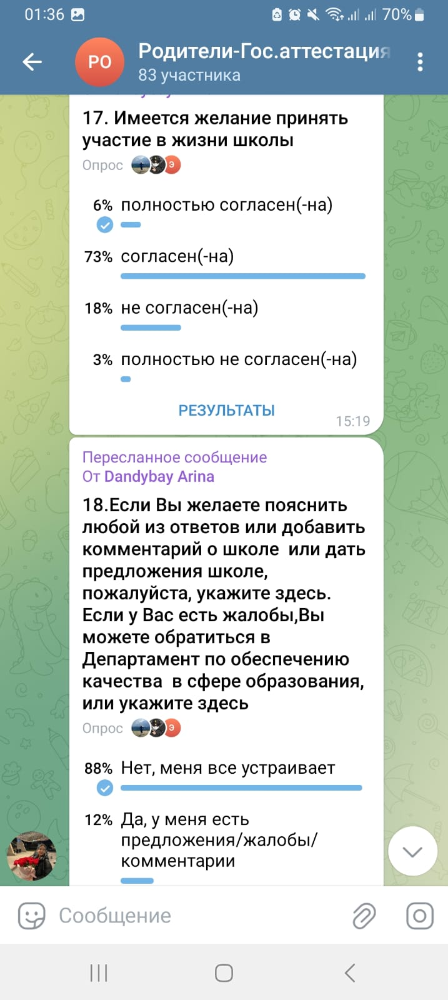 01:36
70%
РО
Родители-Гос.аттестация
83 участника
17. Имеется желание принять
участие в жизни школы
Опрос
Э
6% полностью согласен(-на)
73% согласен(-на)
18% не согласен(-на)
3% полностью не согласен(-на)
РЕЗУЛЬТАТЫ
15:19
Пересланное сообщение
От Dandybay Arina
18.Если Вы желаете пояснить
любой из ответов или добавить
комментарий о школе или дать
предложения школе,
пожалуйста, укажите здесь.
Если у Вас есть жалобы,Вы
можете обратиться в
Департамент по обеспечению
качества в сфере образования,
или укажите здесь
Опрос
Э
88% Нет, меня все устраивает
12% Да, у меня есть
предложения/жалобы/
комментарии
Сообщение